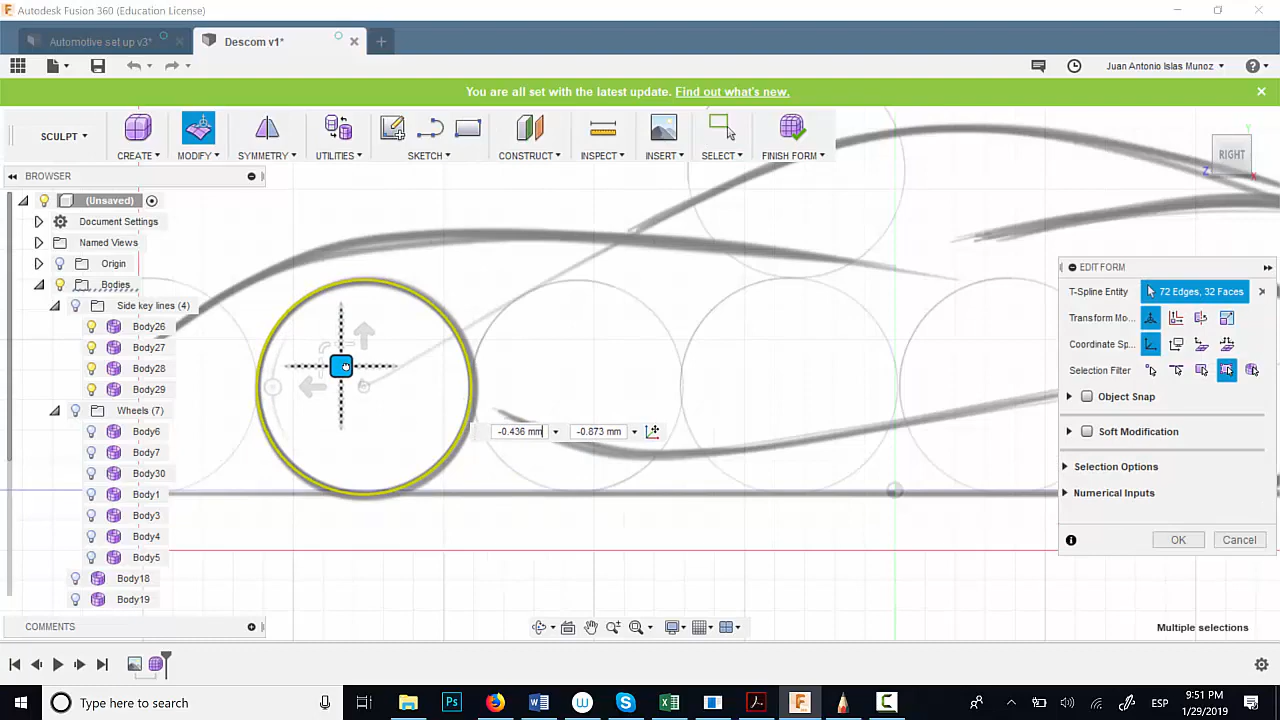 Autodesk Fusion 360 (Education License)
Automotive set up v3*
Descom v1*
Juan Antonio Islas Munoz
You are all set with the latest update. Find out what's new.
SCULPT
CREATE
MODIFY
SYMMETRY
UTILITIES
SKETCH
CONSTRUCT
INSPECT
INSERT
SELECT
FINISH FORM
Y
RIGHT
Z
X
BROWSER
(Unsaved)
Document Settings
Named Views
Origin
Bodies
Side key lines (4)
Body26
Body27
Body28
Body29
Wheels (7)
Body6
Body7
Body30
Body1
Body3
Body4
Body5
Body18
Body19
-0.436 mm
-0.873 mm
EDIT FORM
T-Spline Entity
72 Edges, 32 Faces
Transform Mo...
Coordinate Sp...
Selection Filter
Object Snap
Soft Modification
Selection Options
Numerical Inputs
OK
Cancel
COMMENTS
Multiple selections
Type here to search
ESP
9:51 PM
1/29/2019